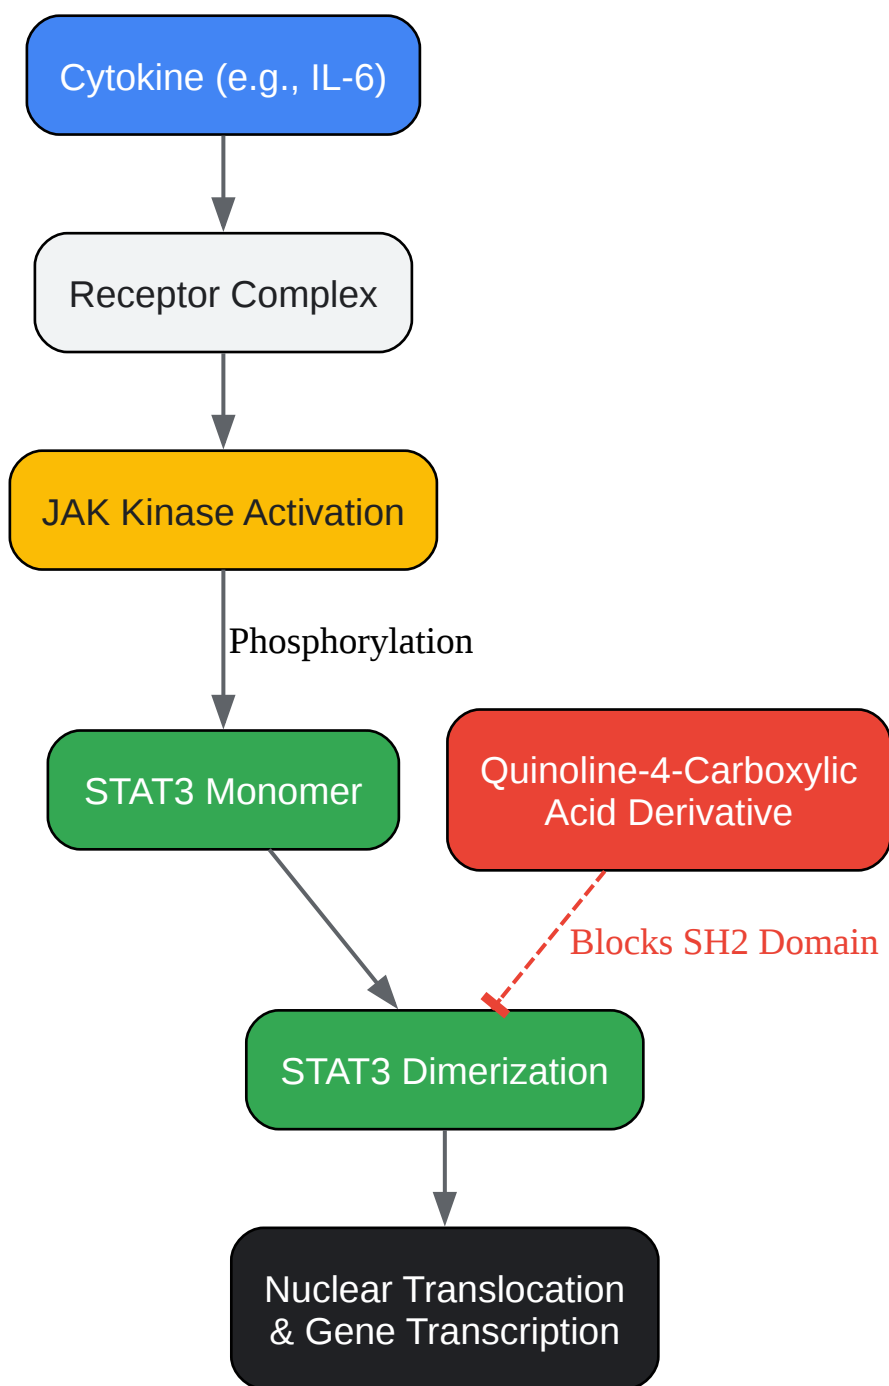 Cytokine (e.g., IL-6)
Receptor Complex
JAK Kinase Activation
Phosphorylation
STAT3 Monomer
Quinoline-4-Carboxylic
Acid Derivative
Blocks SH2 Domain
STAT3 Dimerization
Nuclear Translocation
& Gene Transcription